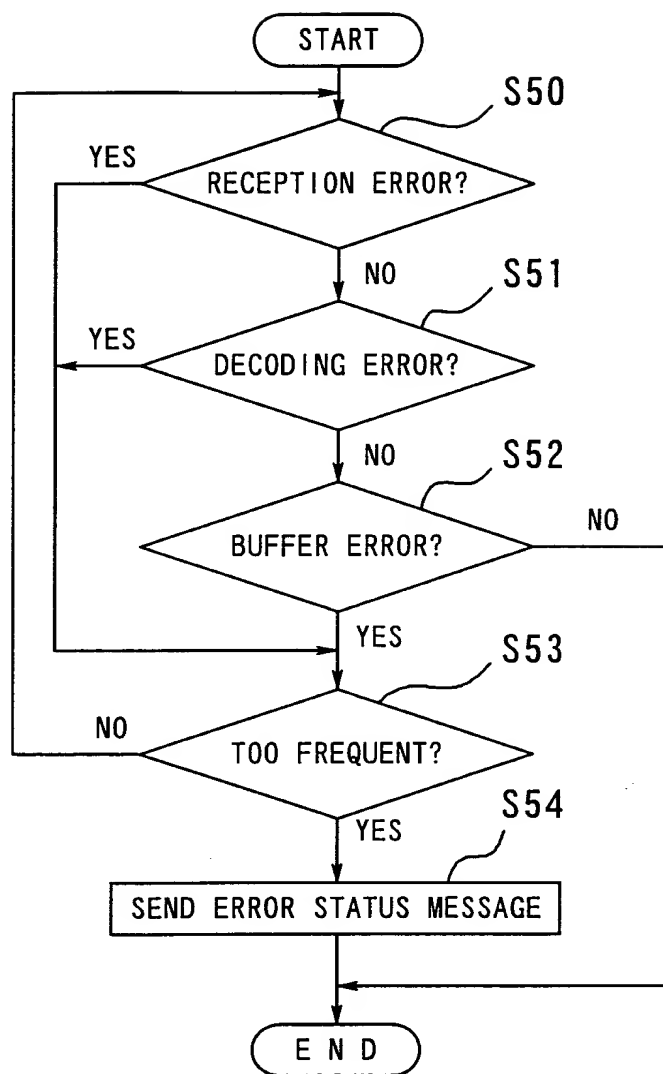 START
S50
YES
RECEPTION ERROR?
NO
S51
YES
DECODING ERROR?
NO
S52
NO
BUFFER ERROR?
YES
S53
NO
TOO FREQUENT?
S54
YES
SEND ERROR STATUS MESSAGE
E N D